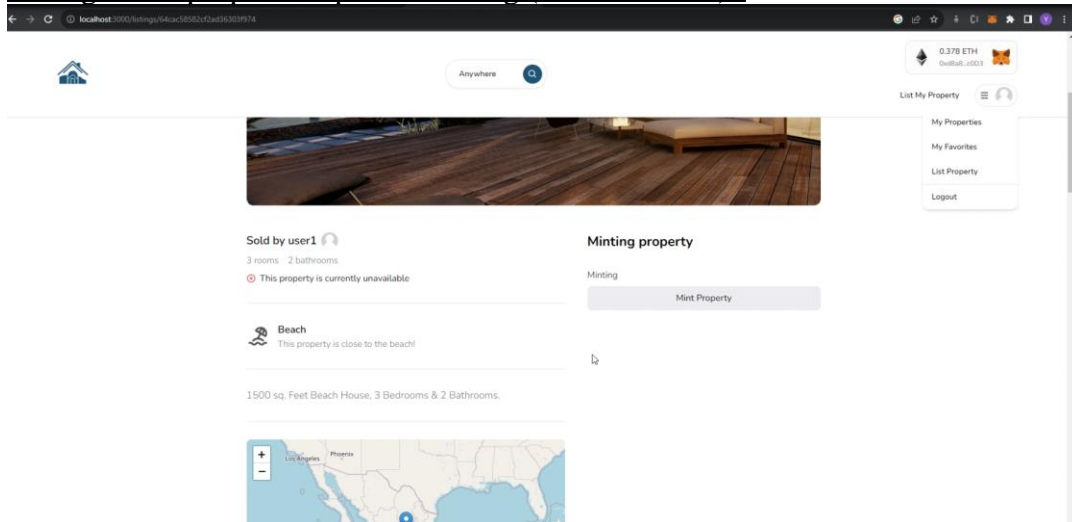 localhost:3000/listings/64cac58582cf2ad36303f974
Anywhere
0.378 ETH
List My Property
My Properties
My Favorites
List Property
Logout
Sold by user1
3 rooms 2 bathrooms
This property is currently unavailable
Minting property
Minting
Mint Property
Beach
This property is close to the beach!
1500 sq. Feet Beach House, 3 Bedrooms & 2 Bathrooms.
+
−
Los Angeles Phoenix